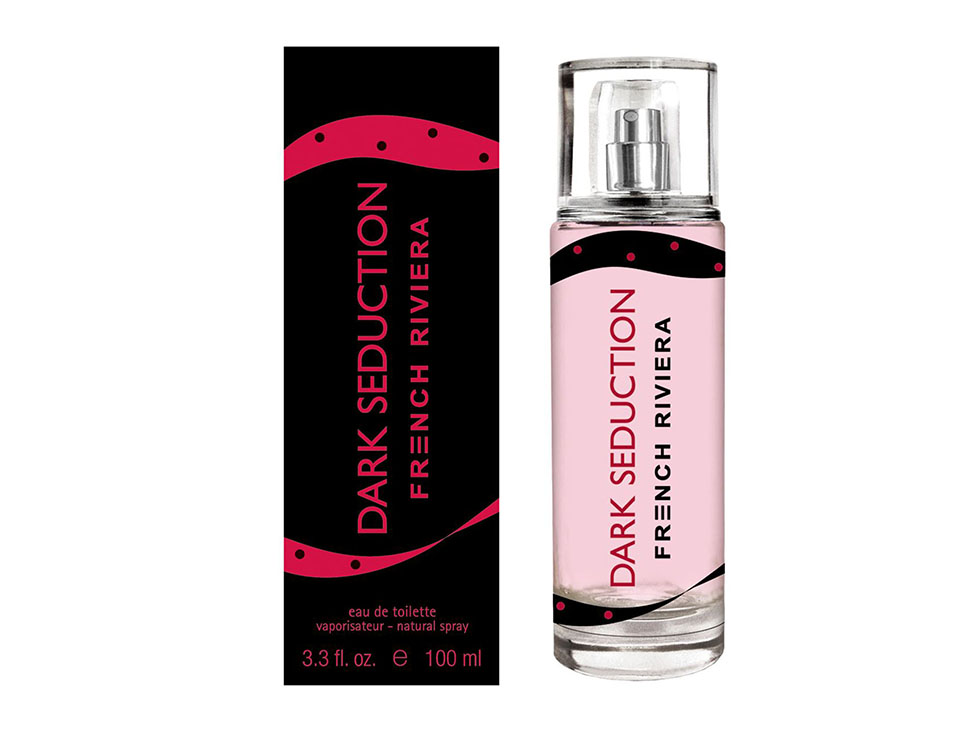 DARK SEDUCTION
FRENCH RIVIERA
eau de toilette
vaporisateur - natural spray
3.3 fl. oz. e 100 ml
DARK SEDUCTION
FRENCH RIVIERA